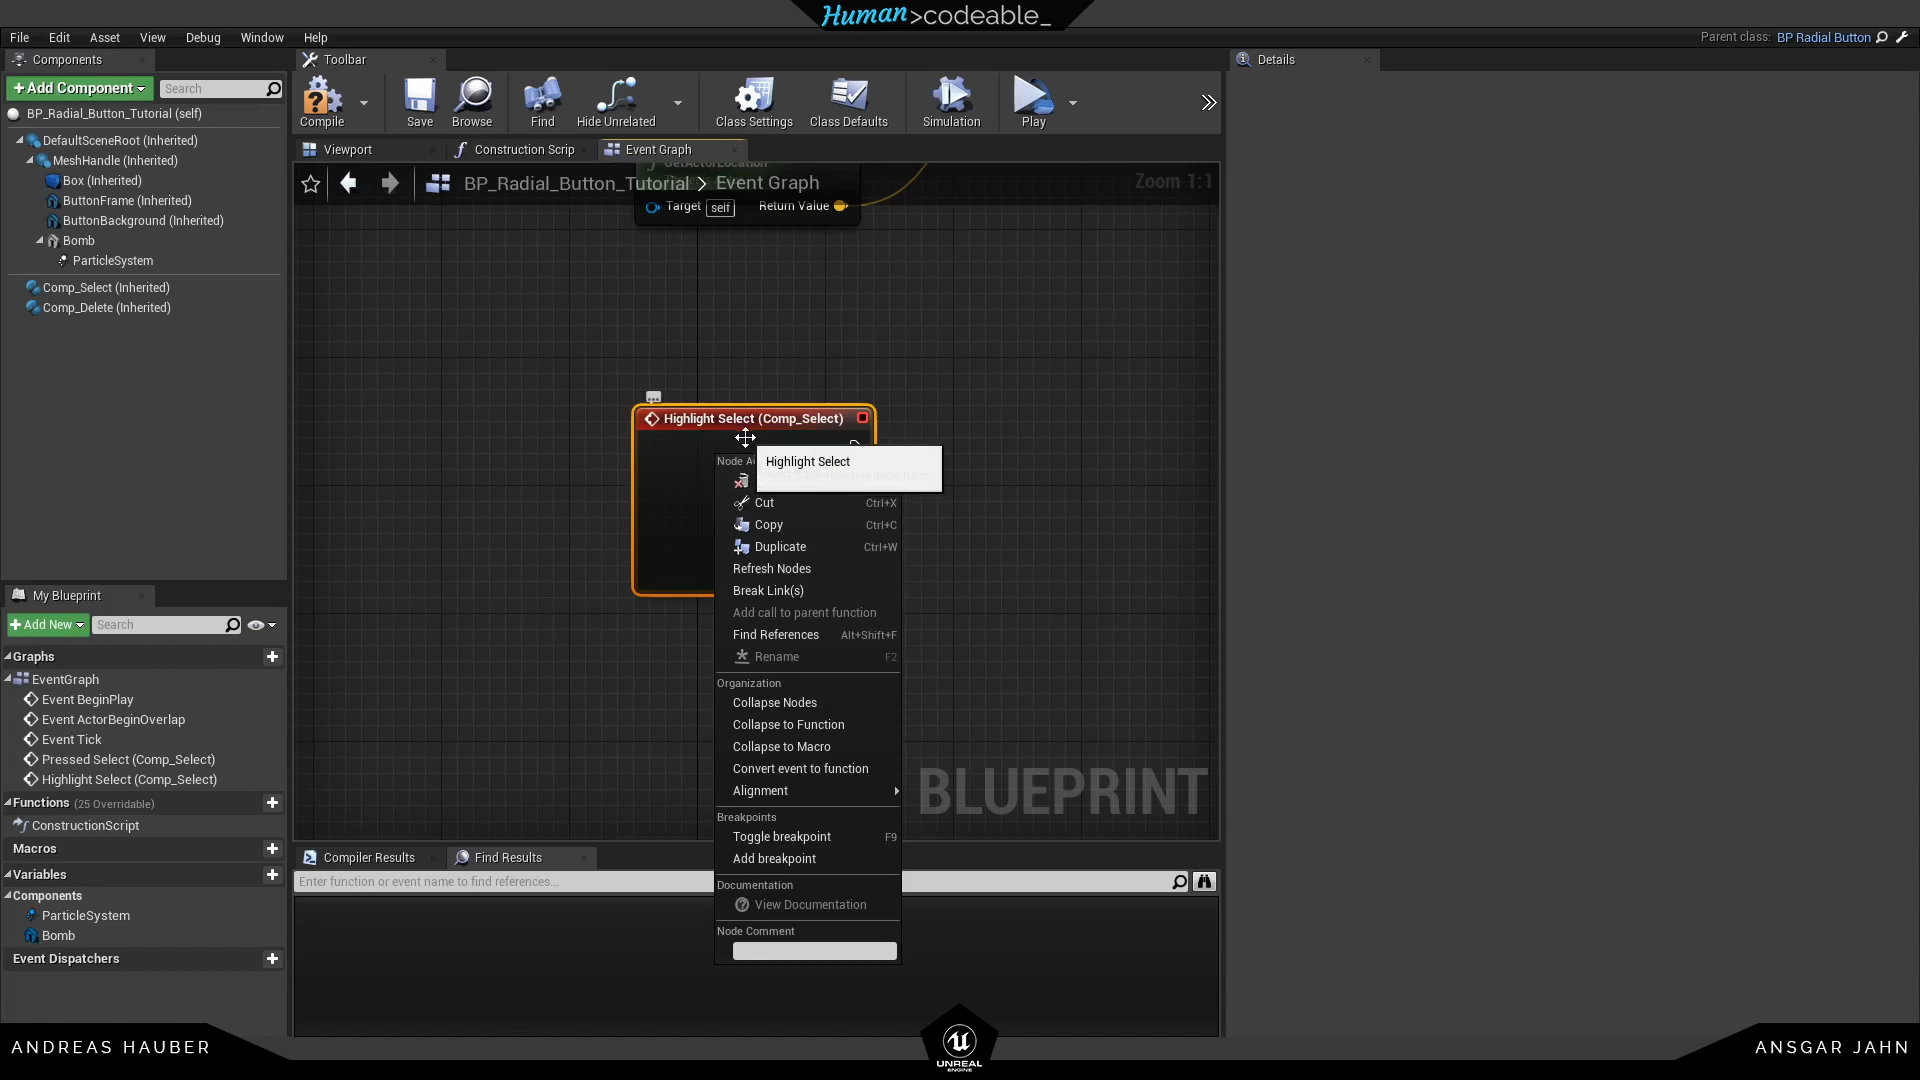 Human>codeable_
File Edit Asset View Debug Window Help
Parent class: BP Radial Button
Components
Toolbar
Details
+Add Component
Search
Compile
Save
Browse
Find
Hide Unrelated
Class Settings
Class Defaults
Simulation
Play
BP_Radial_Button_Tutorial (self)
DefaultSceneRoot (Inherited)
MeshHandle (Inherited)
Box (Inherited)
ButtonFrame (Inherited)
ButtonBackground (Inherited)
Bomb
ParticleSystem
Comp_Select (Inherited)
Comp_Delete (Inherited)
Viewport
Construction Scrip
Event Graph
BP_Radial_Button_Tutorial > Event Graph
Zoom 1:1
GetActorLocation
Target self Return Value
Highlight Select (Comp_Select)
Highlight Select
Cut Ctrl+X
Copy Ctrl+C
Duplicate Ctrl+W
Refresh Nodes
Break Link(s)
Add call to parent function
Find References Alt+Shift+F
Rename F2
Organization
Collapse Nodes
Collapse to Function
Collapse to Macro
Convert event to function
Alignment
Breakpoints
Toggle breakpoint F9
Add breakpoint
Documentation
View Documentation
Node Comment
BLUEPRINT
My Blueprint
+Add New
Search
Graphs
EventGraph
Event BeginPlay
Event ActorBeginOverlap
Event Tick
Pressed Select (Comp_Select)
Highlight Select (Comp_Select)
Functions (25 Overridable)
ConstructionScript
Macros
Variables
Components
ParticleSystem
Bomb
Event Dispatchers
Compiler Results
Find Results
Enter function or event name to find references...
ANDREAS HAUBER
UNREAL
ENGINE
ANSGAR JAHN